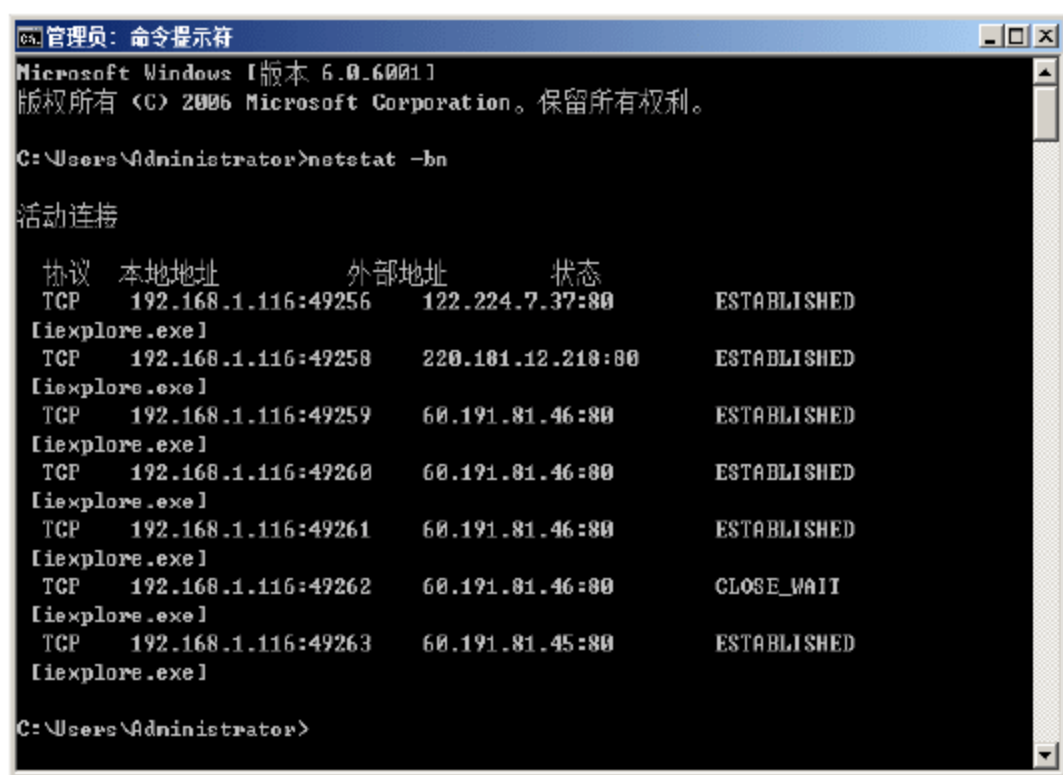 管理员: 命令提示符
Microsoft Windows [版本 6.0.6001]
版权所有 (C) 2006 Microsoft Corporation。保留所有权利。
C:\Users\Administrator>netstat -bn
活动连接
协议 本地地址 外部地址 状态
TCP 192.168.1.116:49256 122.224.7.37:80 ESTABLISHED
[iexplore.exe]
TCP 192.168.1.116:49258 220.181.12.218:80 ESTABLISHED
[iexplore.exe]
TCP 192.168.1.116:49259 60.191.81.46:80 ESTABLISHED
[iexplore.exe]
TCP 192.168.1.116:49260 60.191.81.46:80 ESTABLISHED
[iexplore.exe]
TCP 192.168.1.116:49261 60.191.81.46:80 ESTABLISHED
[iexplore.exe]
TCP 192.168.1.116:49262 60.191.81.46:80 CLOSE_WAIT
[iexplore.exe]
TCP 192.168.1.116:49263 60.191.81.45:80 ESTABLISHED
[iexplore.exe]
C:\Users\Administrator>